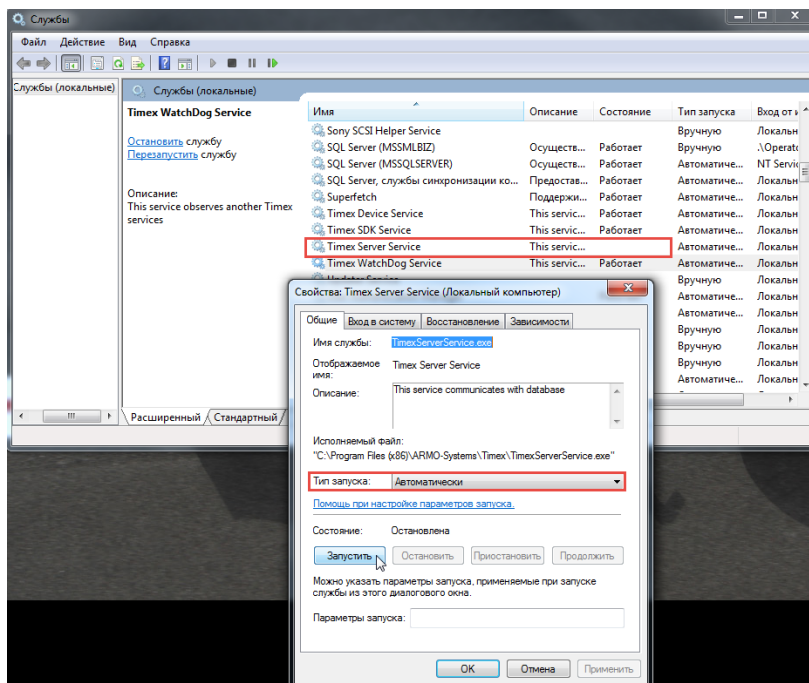 Службы
Файл Действие Вид Справка
Службы (локальные)
Службы (локальные)
Timex WatchDog Service
Остановить службу
Перезапустить службу
Описание:
This service observes another Timex
services
Имя Описание Состояние Тип запуска Вход от
Sony SCSI Helper Service Вручную Локальн
SQL Server (MSSMLBIZ) Осуществ... Работает Вручную .\Operato
SQL Server (MSSQLSERVER) Осуществ... Работает Автоматиче... NT Servic
SQL Server, службы синхронизации ко... Предостав... Работает Автоматиче... Локальн
Superfetch Поддержи... Работает Автоматиче... Локальн
Timex Device Service This servic... Работает Автоматиче... Локальн
Timex SDK Service This servic... Работает Автоматиче... Локальн
Timex Server Service This servic... Автоматиче... Локальн
Timex WatchDog Service This servic... Работает Автоматиче... Локальн
Вручную Локальн
Автоматиче... Локальн
Автоматиче... Локальн
Вручную Локальн
Вручную Локальн
Вручную Локальн
Автоматиче... Локальн
Расширенный Стандартный
Свойства: Timex Server Service (Локальный компьютер)
Общие Вход в систему Восстановление Зависимости
Имя службы: TimexServerService.exe
Отображаемое
имя: Timex Server Service
Описание: This service communicates with database
Исполняемый файл:
"C:\Program Files (x86)\ARMO-Systems\Timex\TimexServerService.exe"
Тип запуска: Автоматически
Помощь при настройке параметров запуска.
Состояние: Остановлена
Запустить Остановить Приостановить Продолжить
Можно указать параметры запуска, применяемые при запуске
службы из этого диалогового окна.
Параметры запуска:
OK Отмена Применить